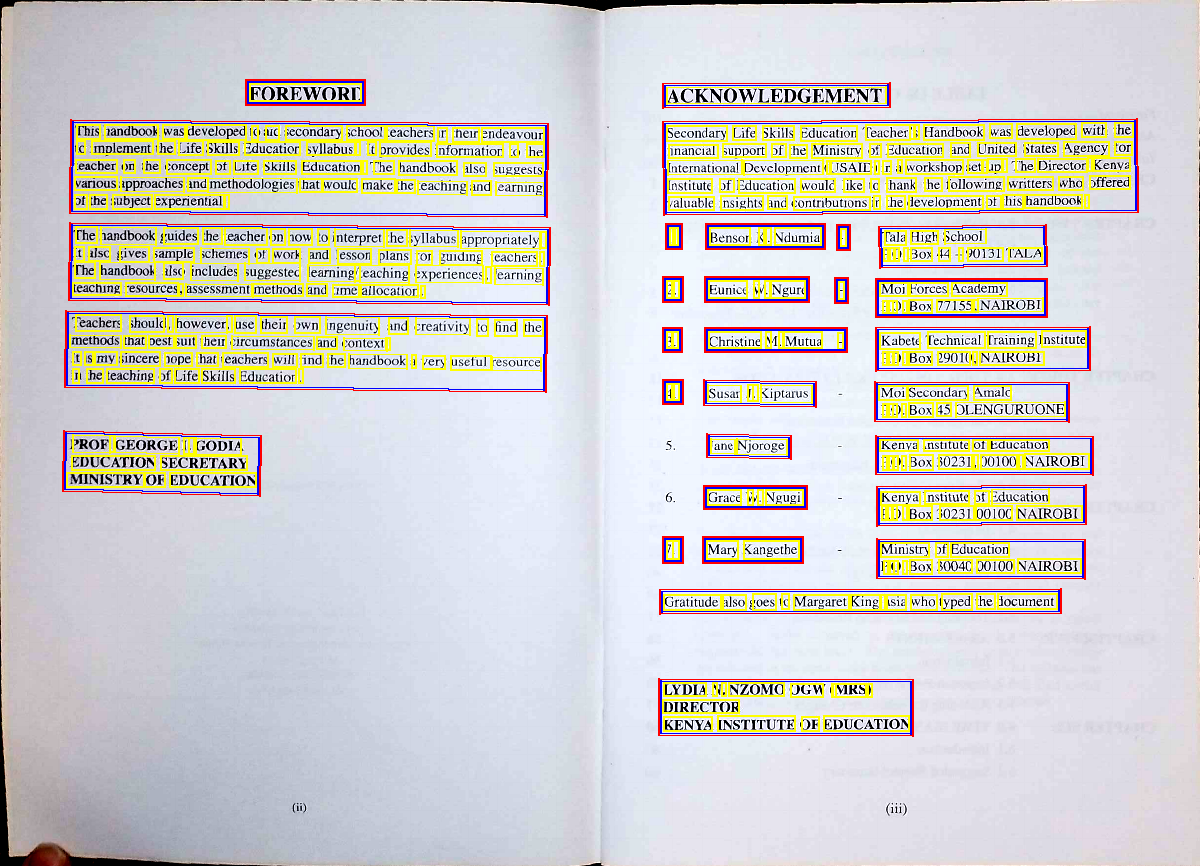 FOREWORD
This handbook was developed to aid secondary school teachers in their endeavour
to implement the Life Skills Education syllabus. It provides information to the
teacher on the concept of Life Skills Education. The handbook also suggests
various approaches and methodologies that would make the teaching and learning
of the subject experiential.
The handbook guides the teacher on how to interpret the syllabus appropriately.
It also gives sample schemes of work and lesson plans for guiding teachers.
The handbook also includes suggested learning/teaching experiences, learning
teaching resources, assessment methods and time allocation.
Teachers should, however, use their own ingenuity and creativity to find the
methods that best suit their circumstances and context.
It is my sincere hope that teachers will find the handbook a very useful resource
in the teaching of Life Skills Education.
PROF GEORGE I. GODIA
EDUCATION SECRETARY
MINISTRY OF EDUCATION
(ii)
ACKNOWLEDGEMENT
Secondary Life Skills Education Teacher's Handbook was developed with the
financial support of the Ministry of Education and United States Agency for
International Development (USAID) in a workshop set-up. The Director Kenya
Institute of Education would like to thank the following writters who offered
valuable insights and contributions in the development of this handbook
1. Benson K. Ndumia - Tala High School
P.O. Box 44 - 90131 TALA
2. Eunice W. Ngure - Moi Forces Academy
P.O. Box 77155, NAIROBI
3. Christine M. Mutua - Kabete Technical Training Institute
P.O. Box 29010, NAIROBI
4. Susan J. Kiptarus - Moi Secondary Amalo
P.O. Box 45 OLENGURUONE
5. Jane Njoroge - Kenya Institute of Education
P.O. Box 30231, 00100, NAIROBI
6. Grace W. Ngugi - Kenya Institute of Education
P.O. Box 30231 00100 NAIROBI
7. Mary Kangethe - Ministry of Education
P.O. Box 30040 00100 NAIROBI
Gratitude also goes to Margaret King'asia who typed the document
LYDIA N. NZOMO OGW (MRS)
DIRECTOR
KENYA INSTITUTE OF EDUCATION
(iii)